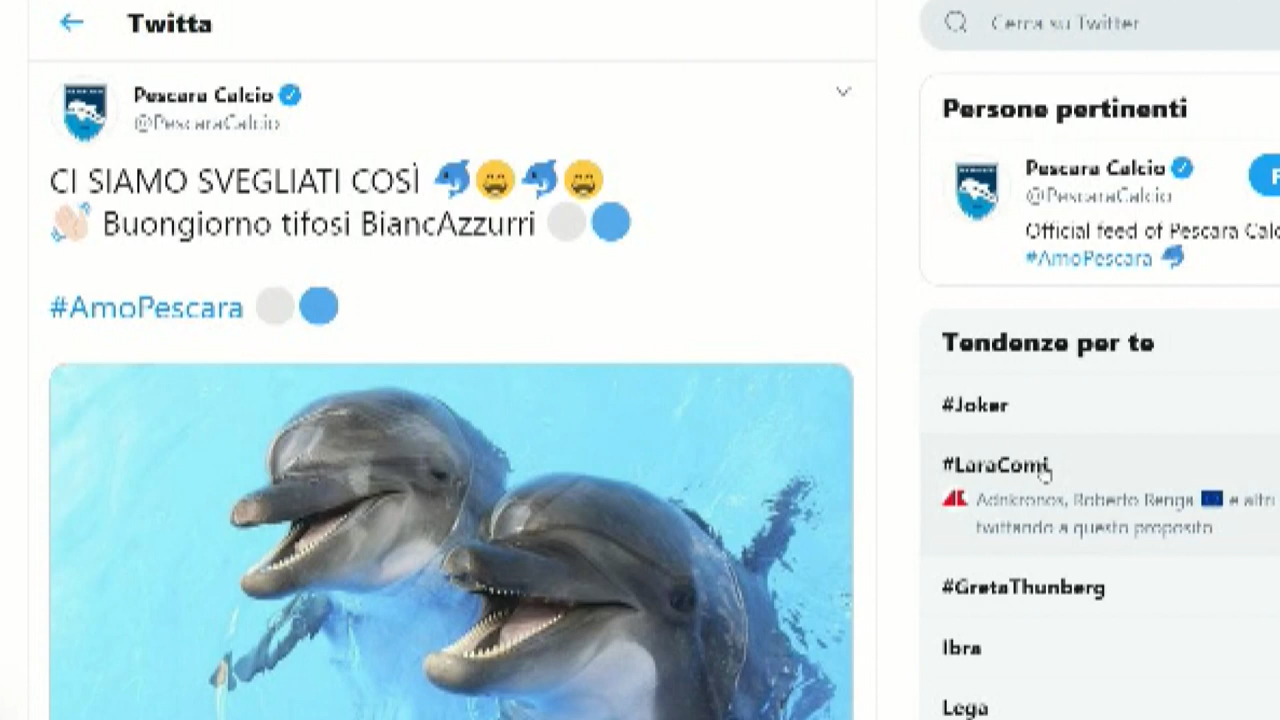 Twitta
Pescara Calcio
@PescaraCalcio
CI SIAMO SVEGLIATI COSÌ 🐬😄🐬😄
👋🏻 Buongiorno tifosi BiancAzzurri ⚪🔵
#AmoPescara ⚪🔵
Cerca su Twitter
Persone pertinenti
Pescara Calcio
@PescaraCalcio
Official feed of Pescara Calc
#AmoPescara 🐬
Tendenze per te
#Joker
#LaraComi
Adnkronos, Roberto Renga 🇪🇺 e altri
twittando a questo proposito
#GretaThunberg
Ibra
Lega